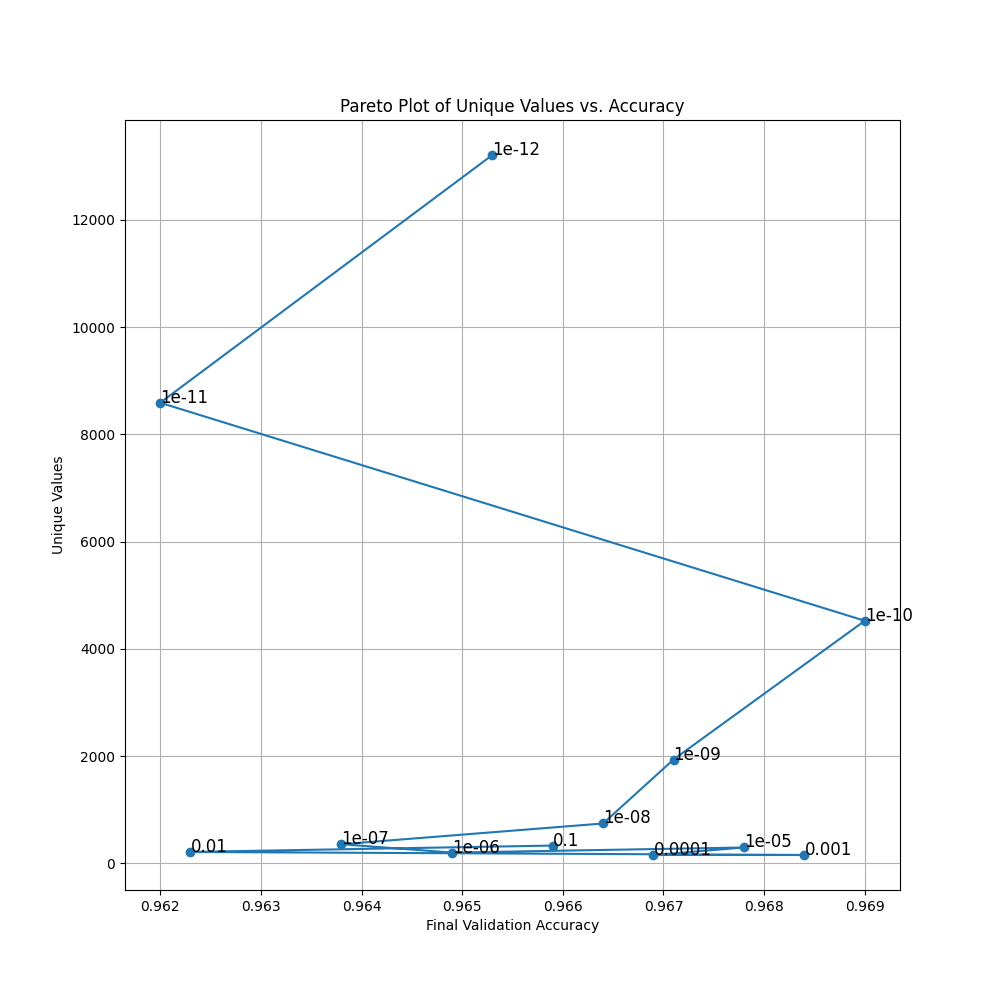 Pareto Plot of Unique Values vs. Accuracy
1e-12
12000
10000
1e-11
8000
Unique Values
6000
1e-10
4000
1e-09
2000
1e-08
1e-07
0.1
1e-05
0.01
1e-06
0.0001
0.001
0
0.962 0.963 0.964 0.965 0.966 0.967 0.968 0.969
Final Validation Accuracy